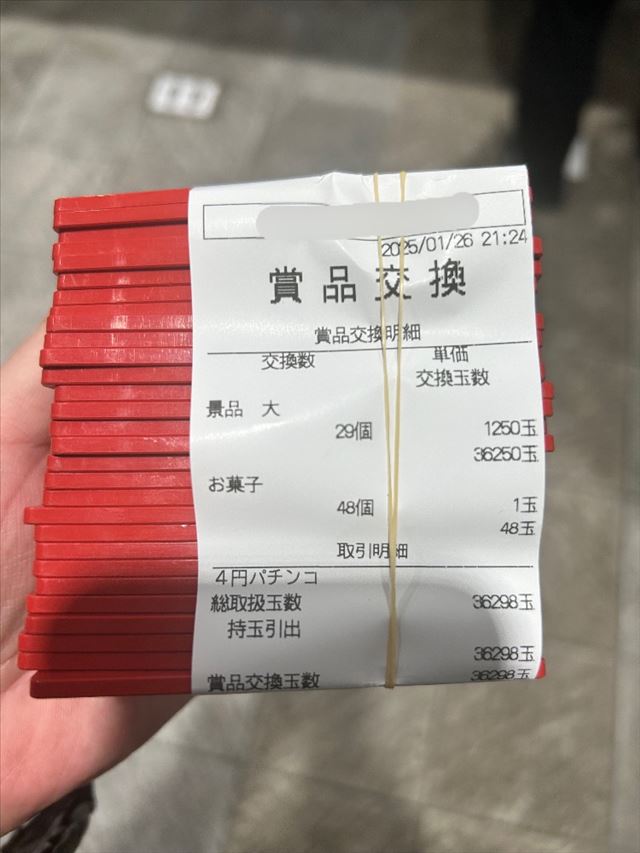 2025/01/26 21:24
賞品交換
賞品交換明細
交換数 単価
交換玉数
景品 大
29個 1250玉
36250玉
お菓子
48個 1玉
48玉
取引明細
4円パチンコ
総取扱玉数 36298玉
持玉引出
36298玉
賞品交換玉数 36298玉